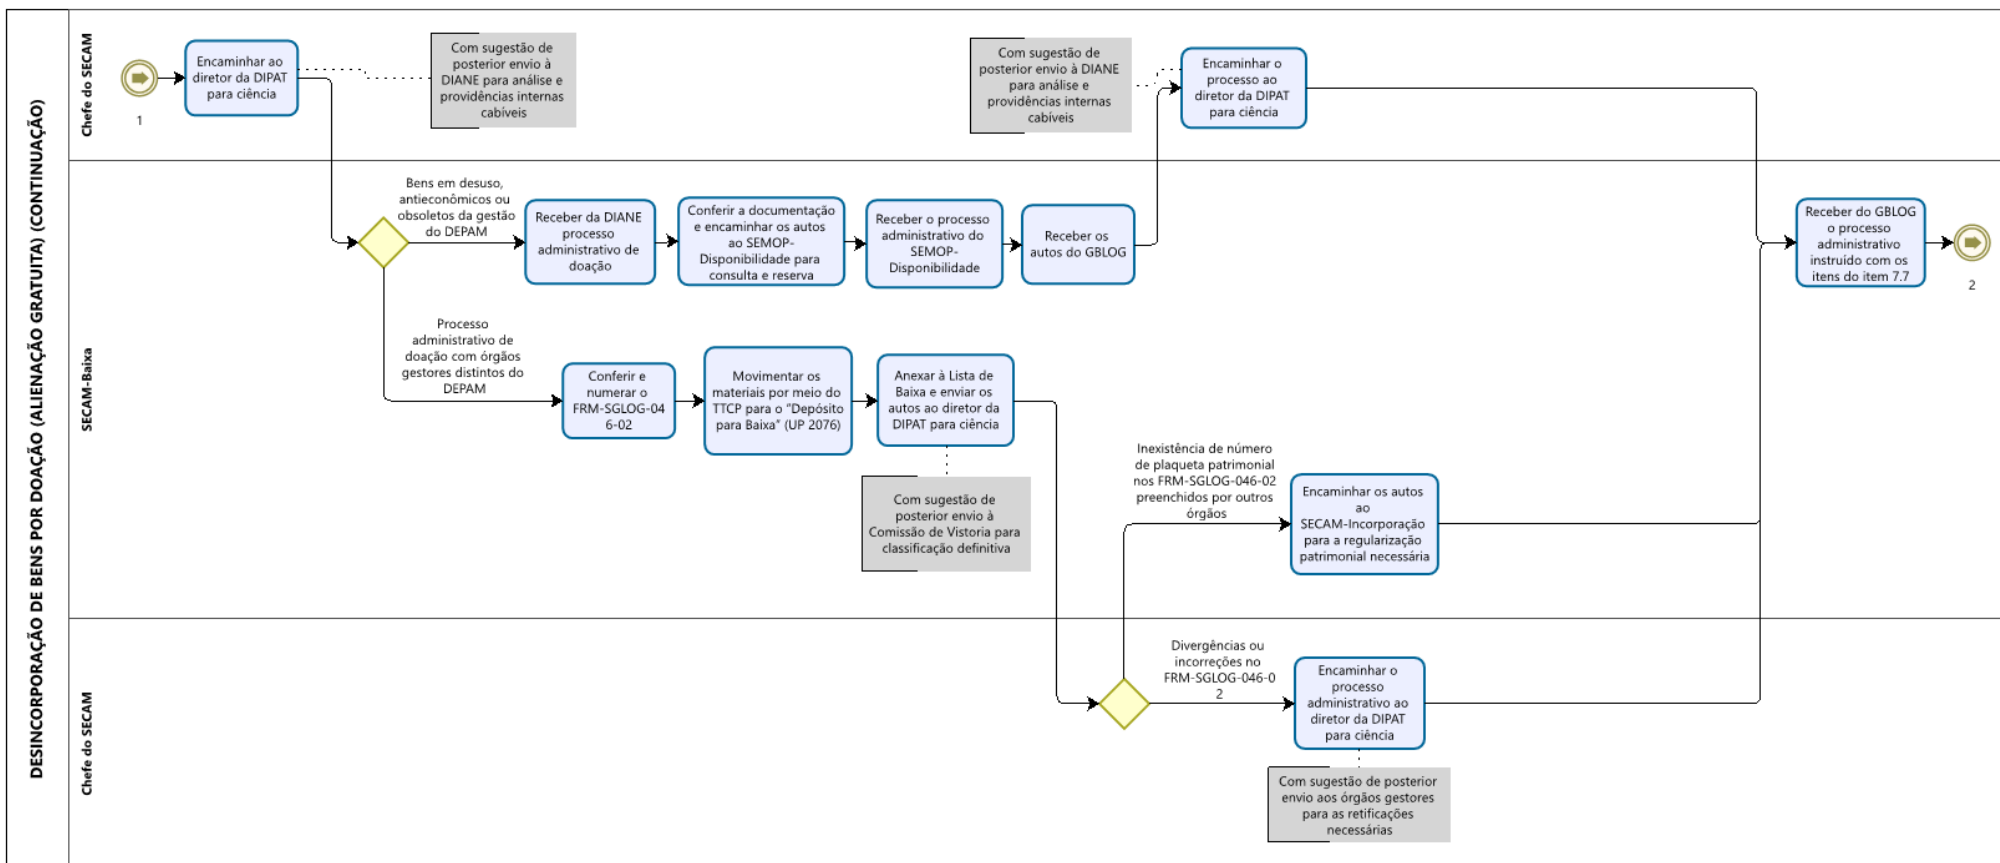 DESINCORPORAÇÃO DE BENS POR DOAÇÃO (ALIENAÇÃO GRATUITA) (CONTINUAÇÃO)
Chefe do SECAM
1
Encaminhar ao
diretor da DIPAT
para ciência
Com sugestão de
posterior envio à
DIANE para análise e
providências internas
cabíveis
Com sugestão de
posterior envio à DIANE
para análise e
providências internas
cabíveis
Encaminhar o
processo ao
diretor da DIPAT
para ciência
SECAM-Baixa
Bens em desuso,
antieconômicos ou
obsoletos da gestão
do DEPAM
Receber da DIANE
processo
administrativo de
doação
Conferir a documentação
e encaminhar os autos
ao SEMOP-
Disponibilidade para
consulta e reserva
Receber o processo
administrativo do
SEMOP-
Disponibilidade
Receber os
autos do GBLOG
Receber do GBLOG
o processo
administrativo
instruído com os
itens do item 7.7
2
Processo
administrativo de
doação com órgãos
gestores distintos do
DEPAM
Conferir e
numerar o
FRM-SGLOG-04
6-02
Movimentar os
materiais por meio do
TTCP para o “Depósito
para Baixa” (UP 2076)
Anexar à Lista de
Baixa e enviar os
autos ao diretor da
DIPAT para ciência
Com sugestão de
posterior envio à
Comissão de Vistoria para
classificação definitiva
Inexistência de número
de plaqueta patrimonial
nos FRM-SGLOG-046-02
preenchidos por outros
órgãos
Encaminhar os autos
ao
SECAM-Incorporação
para a regularização
patrimonial necessária
Chefe do SECAM
Divergências ou
incorreções no
FRM-SGLOG-046-0
2
Encaminhar o
processo
administrativo ao
diretor da DIPAT
para ciência
Com sugestão de posterior
envio aos órgãos gestores
para as retificações
necessárias